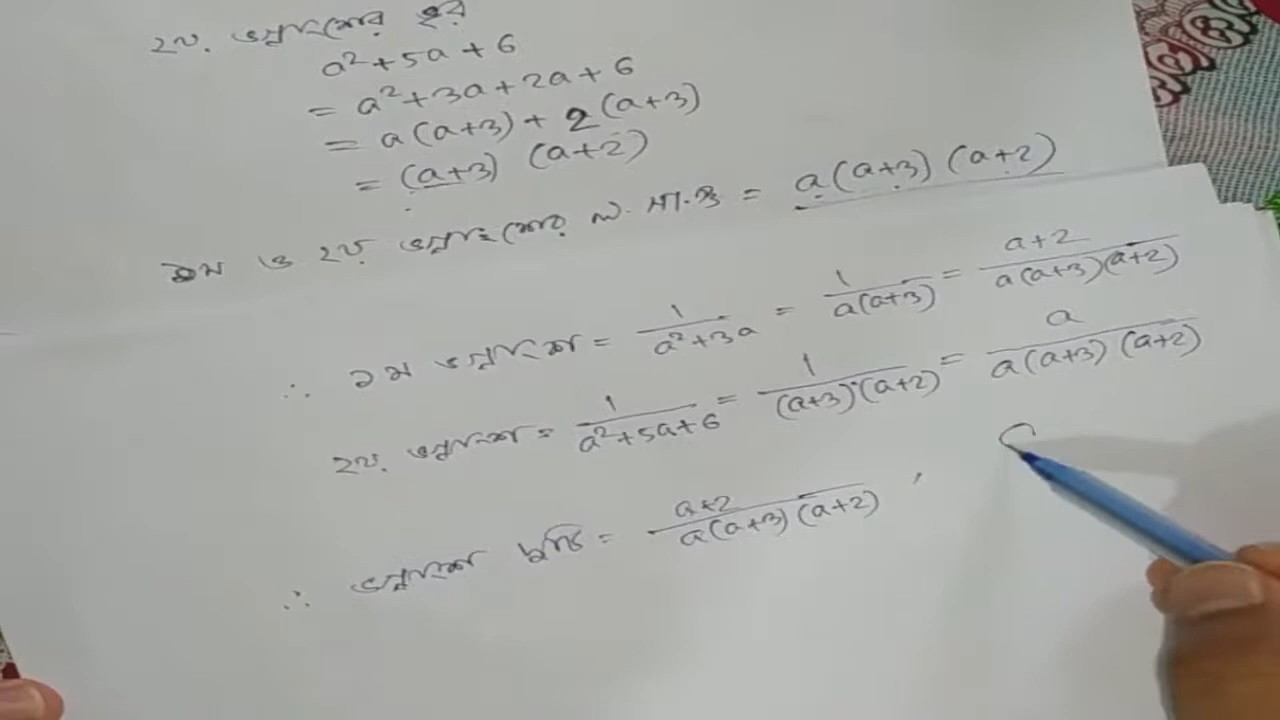 ২য়. ভগ্নাংশের হর
a²+5a+6
= a²+3a+2a+6
= a(a+3)+2(a+3)
= (a+3) (a+2)
১ম ও ২য় ভগ্নাংশের ল.সা.গু = a(a+3)(a+2)
∴ ১ম ভগ্নাংশ = 1/(a²+3a) = 1/(a(a+3)) = (a+2)/(a(a+3)(a+2))
২য়. ভগ্নাংশ = 1/(a²+5a+6) = 1/((a+3)(a+2)) = a/(a(a+3)(a+2))
∴ ভগ্নাংশ দুটি = (a+2)/(a(a+3)(a+2)) ,